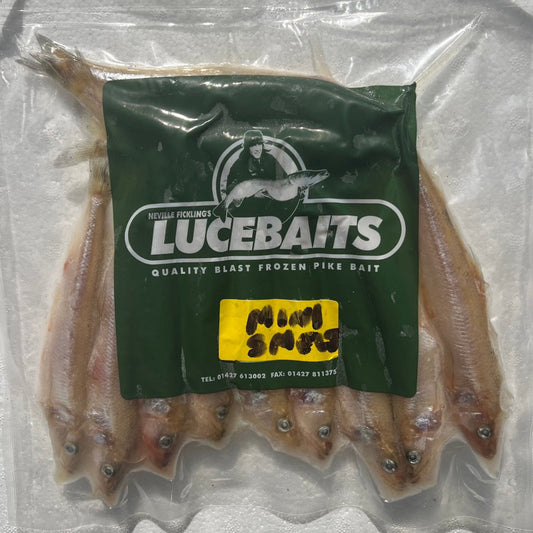 NEVILLE FICKLING'S
LUCEBAITS
QUALITY BLAST FROZEN PIKE BAIT
MINI
SMELT
TEL: 01427 613002 FAX: 01427 811375